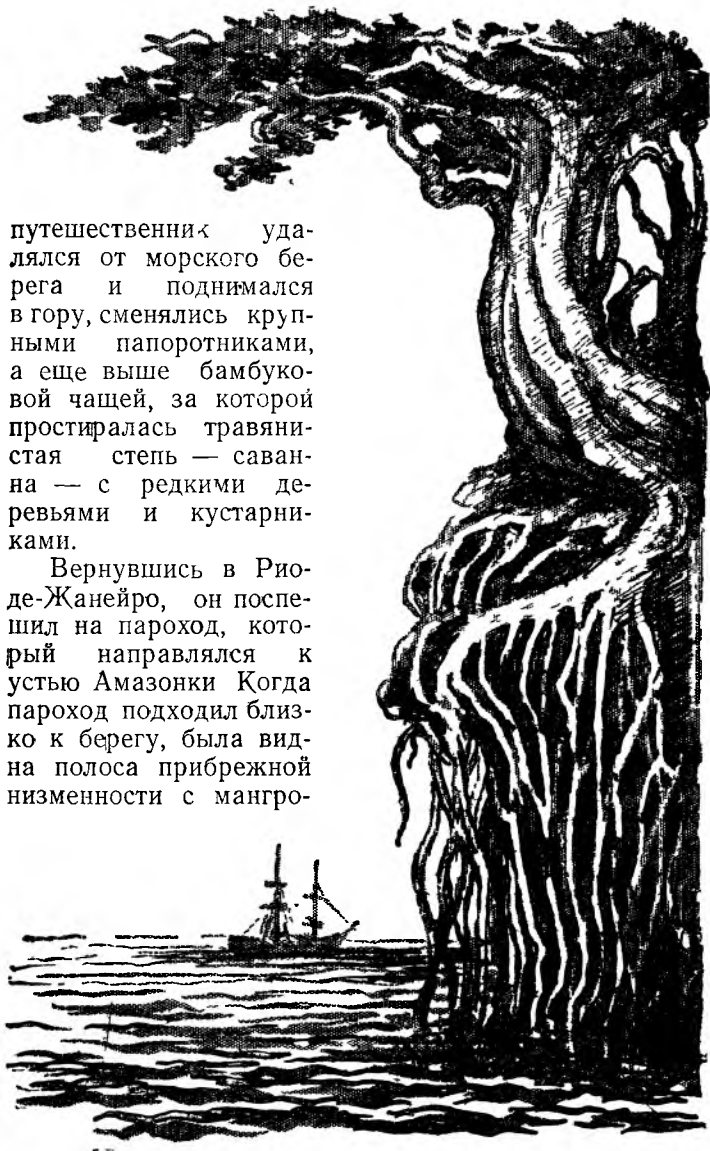 путешественник уда-
лялся от морского бе-
рега и поднимался
в гору, сменялись круп-
ными папоротниками,
а еще выше бамбуко-
вой чащей, за которой
простиралась травяни-
стая степь — саван-
на — с редкими де-
ревьями и кустарни-
ками.
Вернувшись в Рио-
де-Жанейро, он поспе-
шил на пароход, кото-
рый направлялся к
устью Амазонки Когда
пароход подходил близ-
ко к берегу, была вид-
на полоса прибрежной
низменности с мангро-